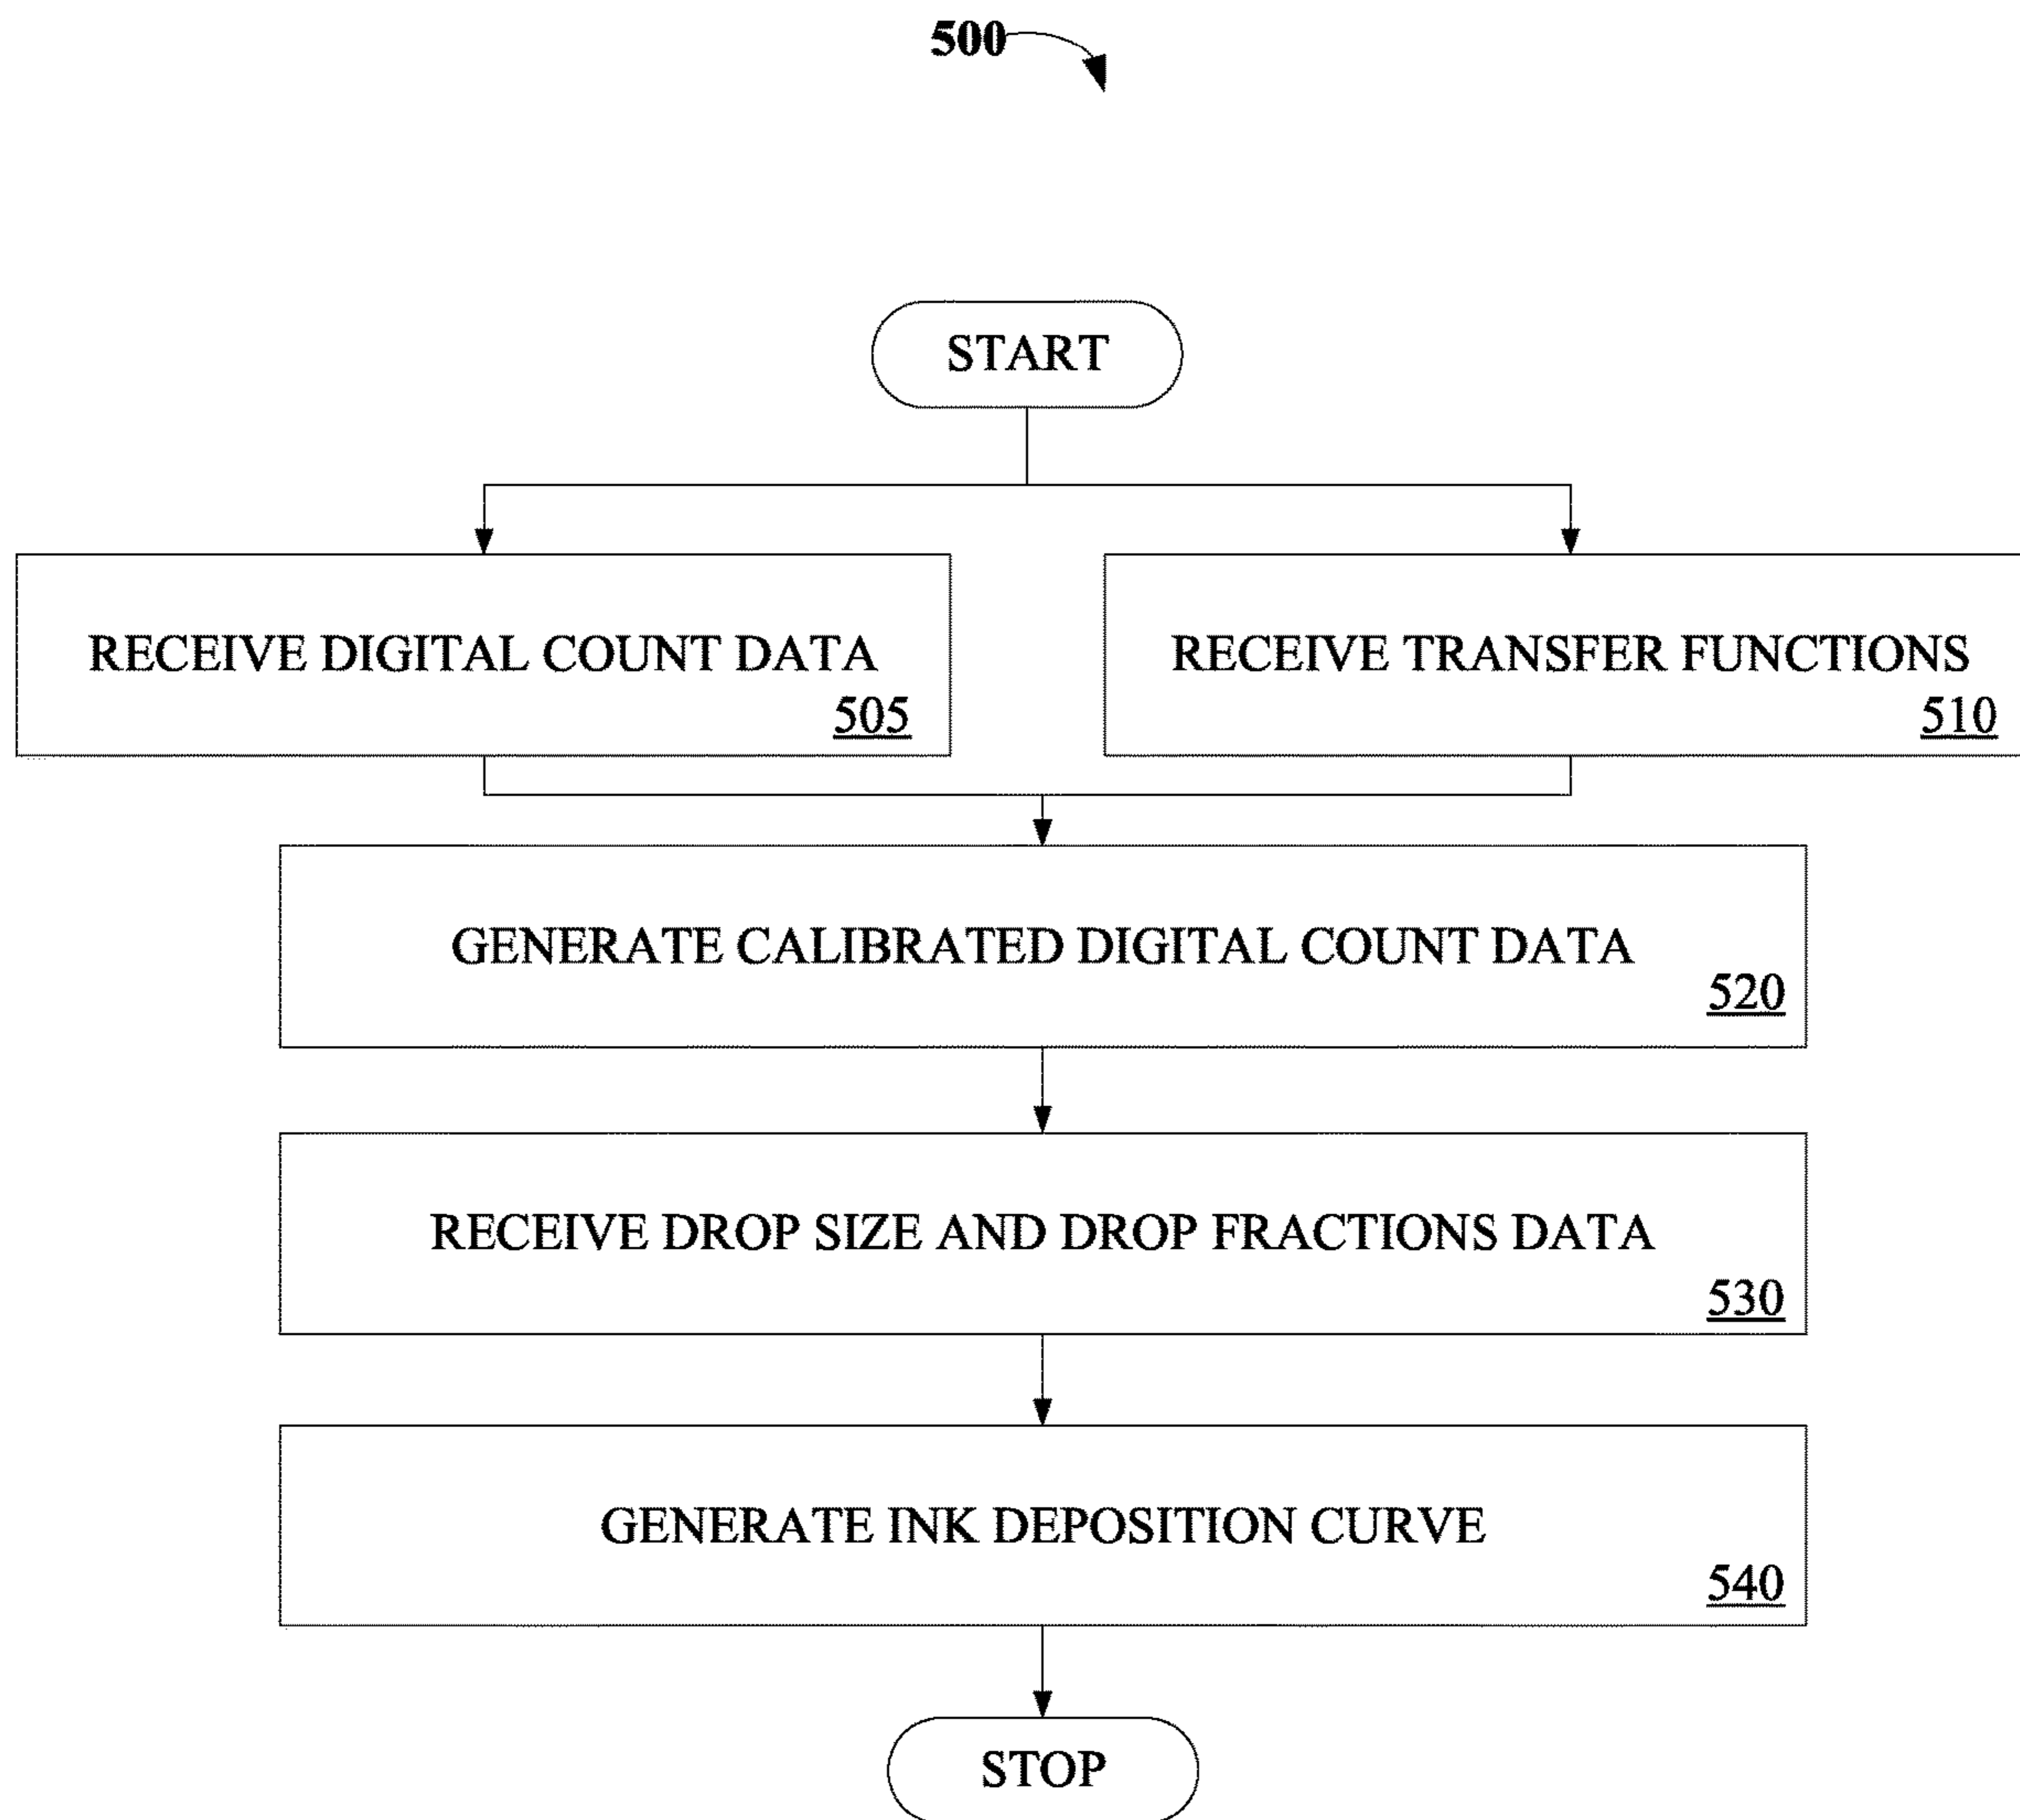 500
START
RECEIVE DIGITAL COUNT DATA
505
RECEIVE TRANSFER FUNCTIONS
510
GENERATE CALIBRATED DIGITAL COUNT DATA
520
RECEIVE DROP SIZE AND DROP FRACTIONS DATA
530
GENERATE INK DEPOSITION CURVE
540
STOP